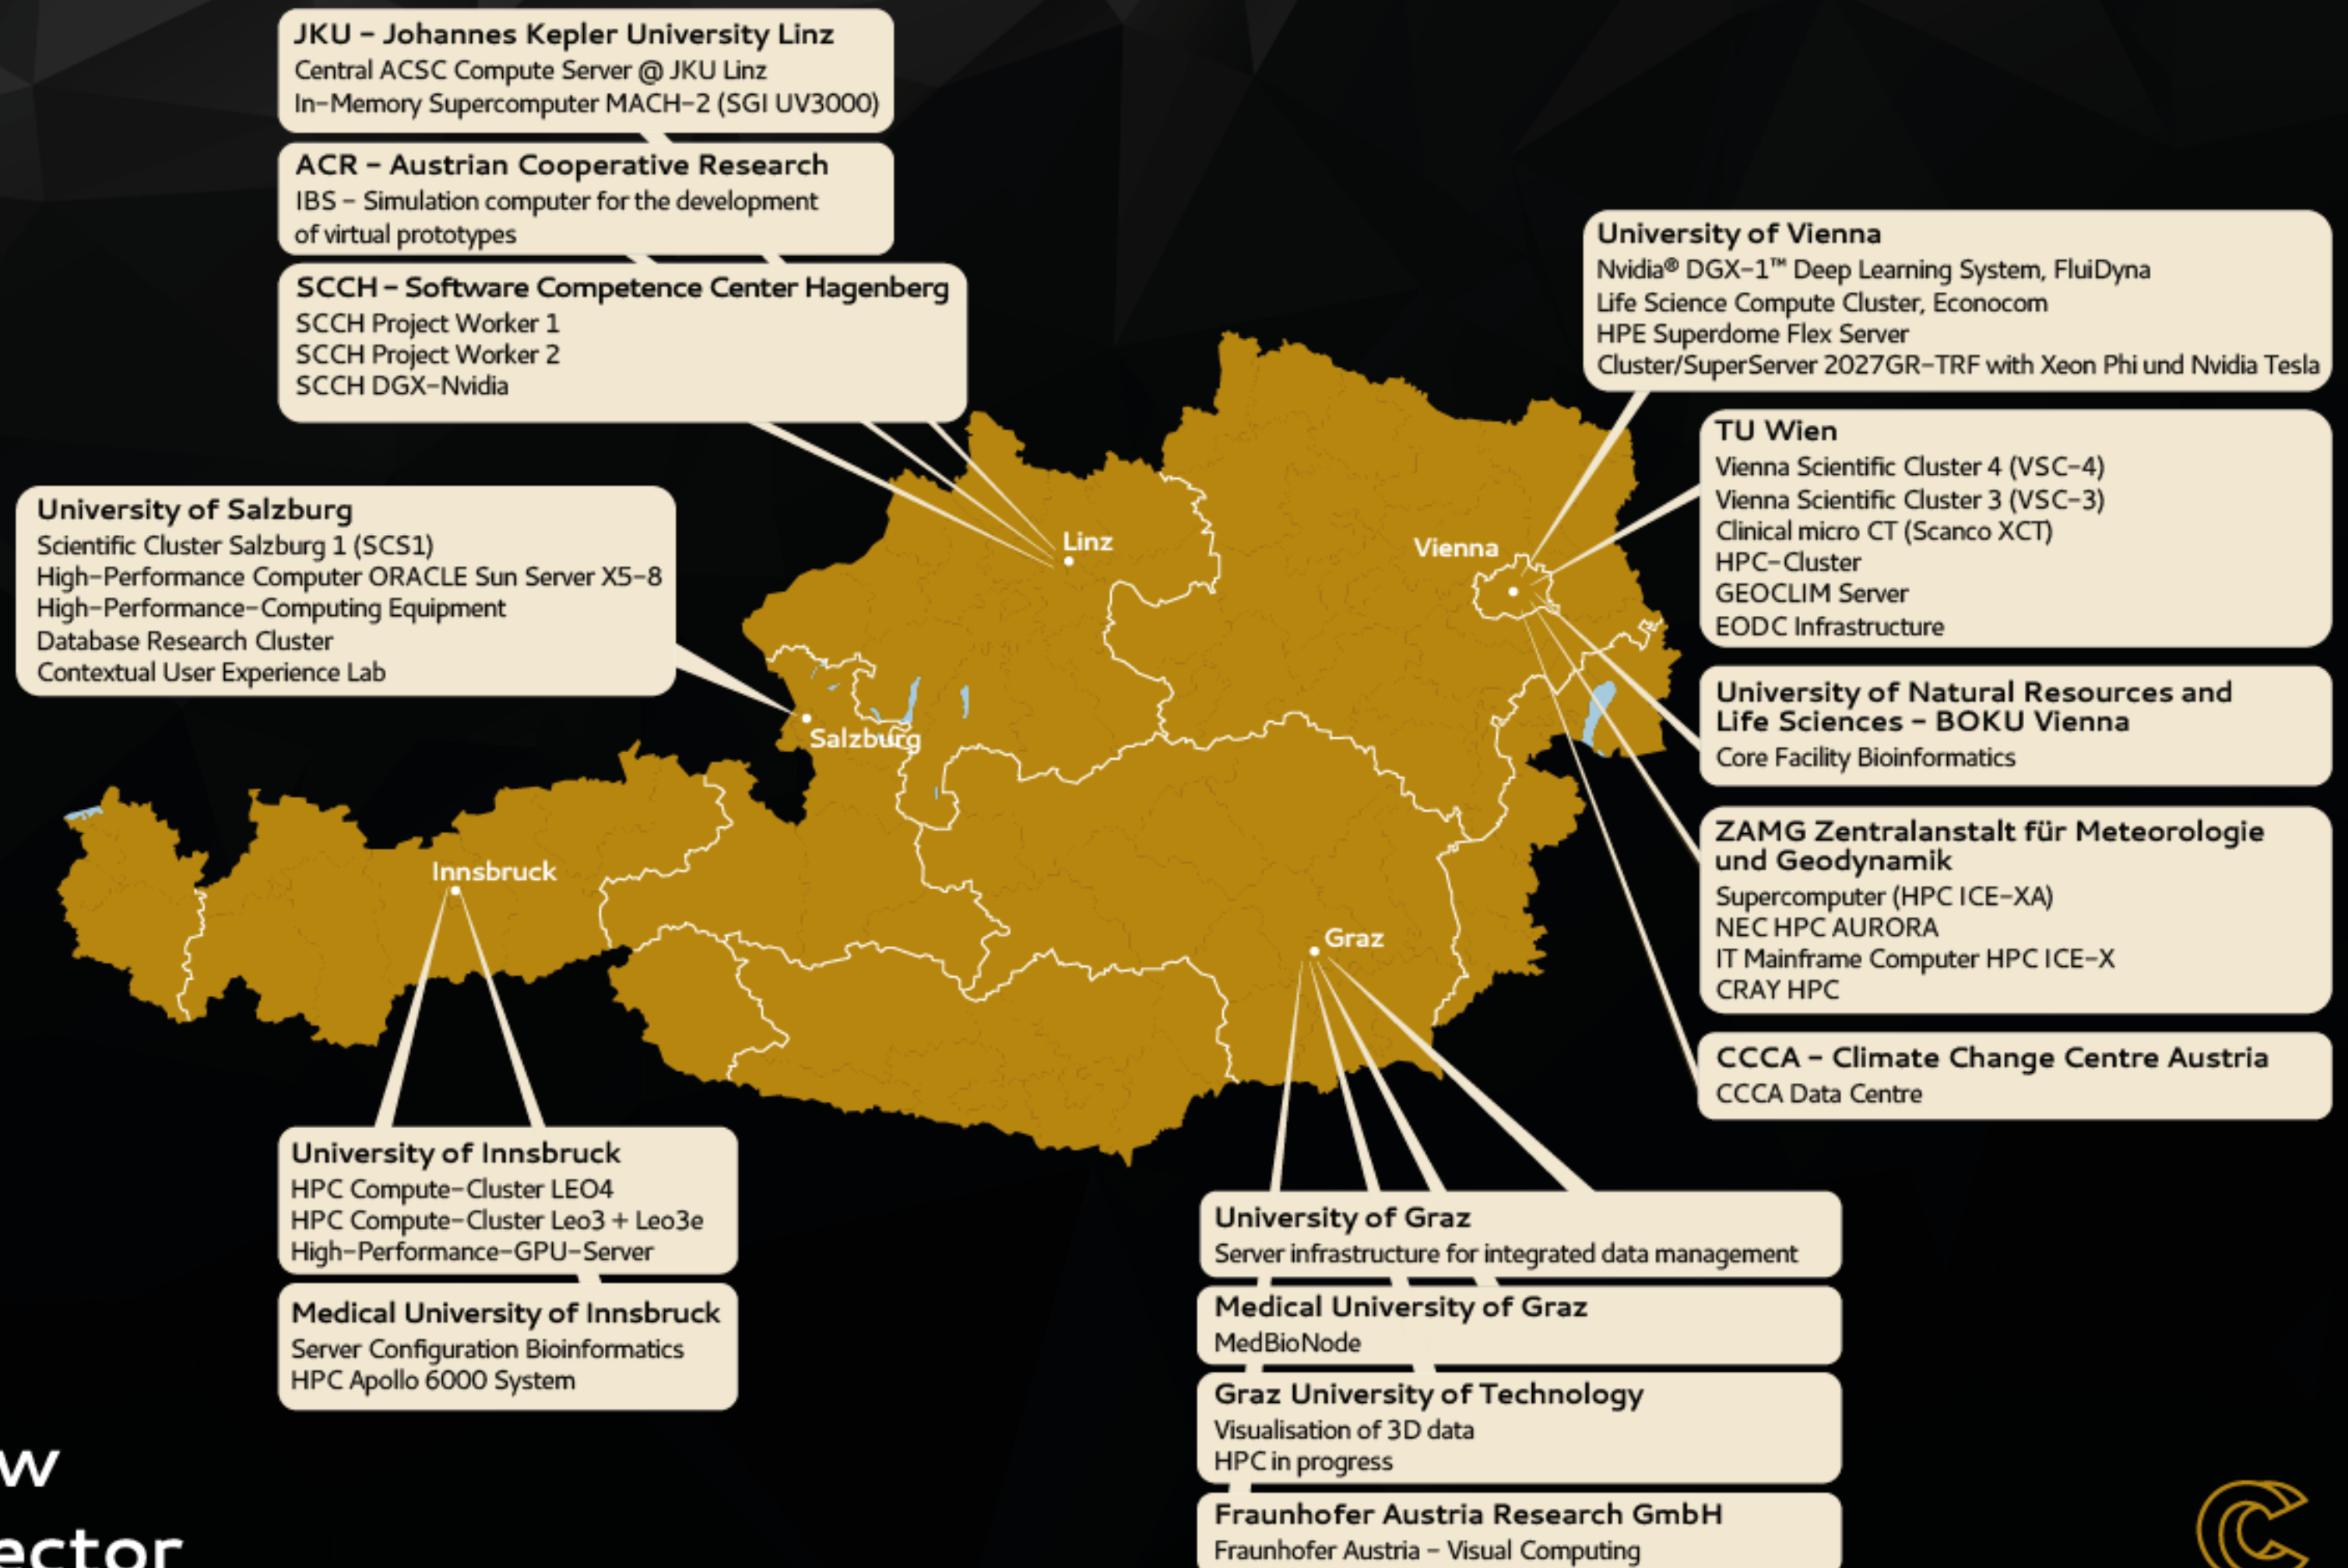 JKU – Johannes Kepler University Linz
Central ACSC Compute Server @ JKU Linz
In-Memory Supercomputer MACH-2 (SGI UV3000)
ACR – Austrian Cooperative Research
IBS – Simulation computer for the development
of virtual prototypes
SCCH – Software Competence Center Hagenberg
SCCH Project Worker 1
SCCH Project Worker 2
SCCH DGX-Nvidia
University of Salzburg
Scientific Cluster Salzburg 1 (SCS1)
High-Performance Computer ORACLE Sun Server X5-8
High-Performance-Computing Equipment
Database Research Cluster
Contextual User Experience Lab
University of Vienna
Nvidia® DGX-1™ Deep Learning System, FluiDyna
Life Science Compute Cluster, Econocom
HPE Superdome Flex Server
Cluster/SuperServer 2027GR-TRF with Xeon Phi und Nvidia Tesla
TU Wien
Vienna Scientific Cluster 4 (VSC-4)
Vienna Scientific Cluster 3 (VSC-3)
Clinical micro CT (Scanco XCT)
HPC-Cluster
GEOCLIM Server
EODC Infrastructure
University of Natural Resources and
Life Sciences – BOKU Vienna
Core Facility Bioinformatics
ZAMG Zentralanstalt für Meteorologie
und Geodynamik
Supercomputer (HPC ICE-XA)
NEC HPC AURORA
IT Mainframe Computer HPC ICE-X
CRAY HPC
CCCA – Climate Change Centre Austria
CCCA Data Centre
Linz
Vienna
Salzburg
Innsbruck
Graz
University of Innsbruck
HPC Compute-Cluster LEO4
HPC Compute-Cluster Leo3 + Leo3e
High-Performance-GPU-Server
Medical University of Innsbruck
Server Configuration Bioinformatics
HPC Apollo 6000 System
University of Graz
Server infrastructure for integrated data management
Medical University of Graz
MedBioNode
Graz University of Technology
Visualisation of 3D data
HPC in progress
Fraunhofer Austria Research GmbH
Fraunhofer Austria – Visual Computing
w
ector